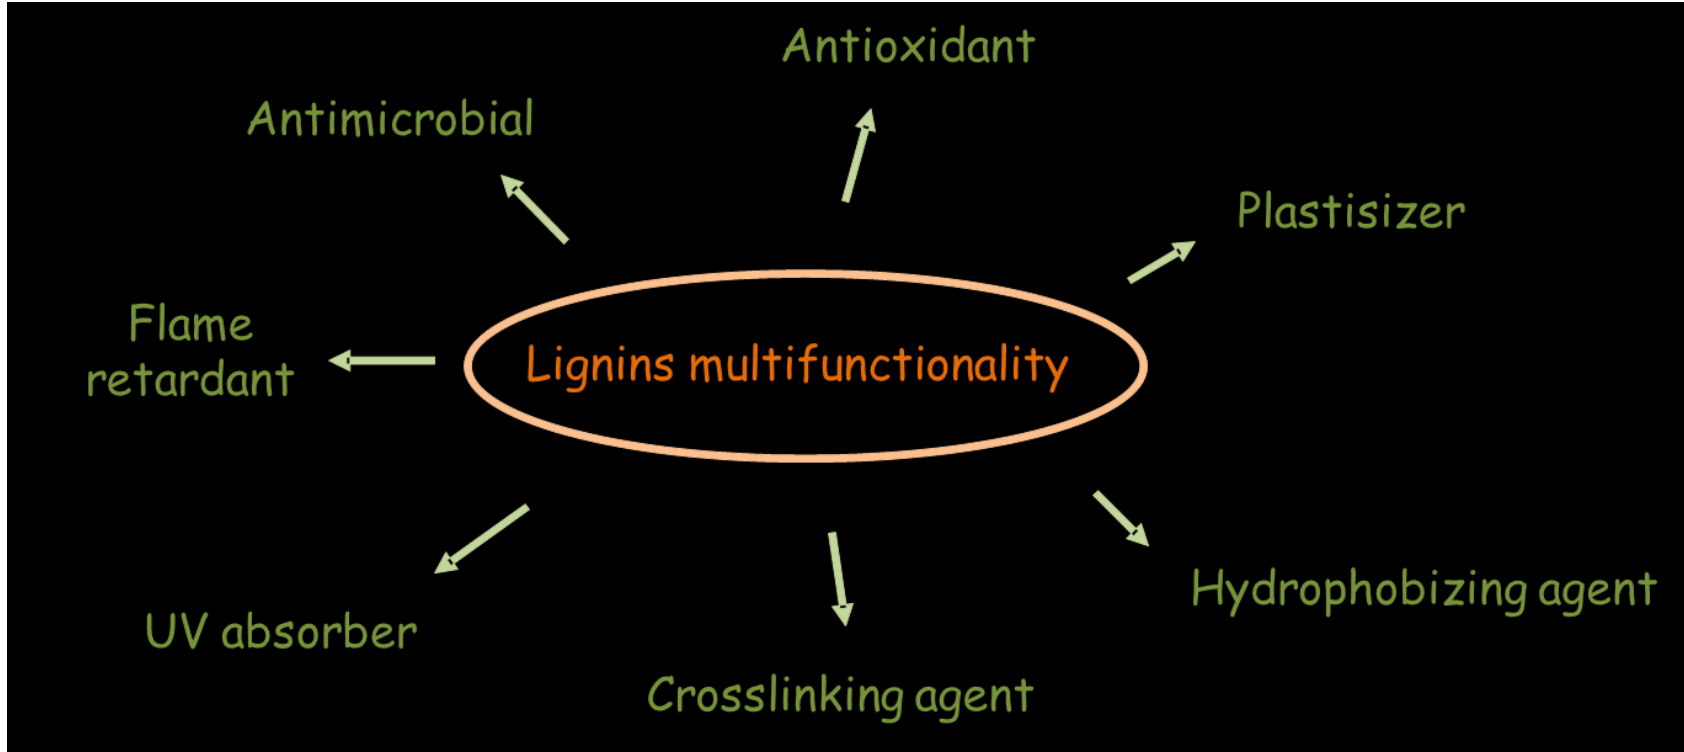 Antioxidant
Antimicrobial
Plastisizer
Flame
retardant
Lignins multifunctionality
Hydrophobizing agent
UV absorber
Crosslinking agent